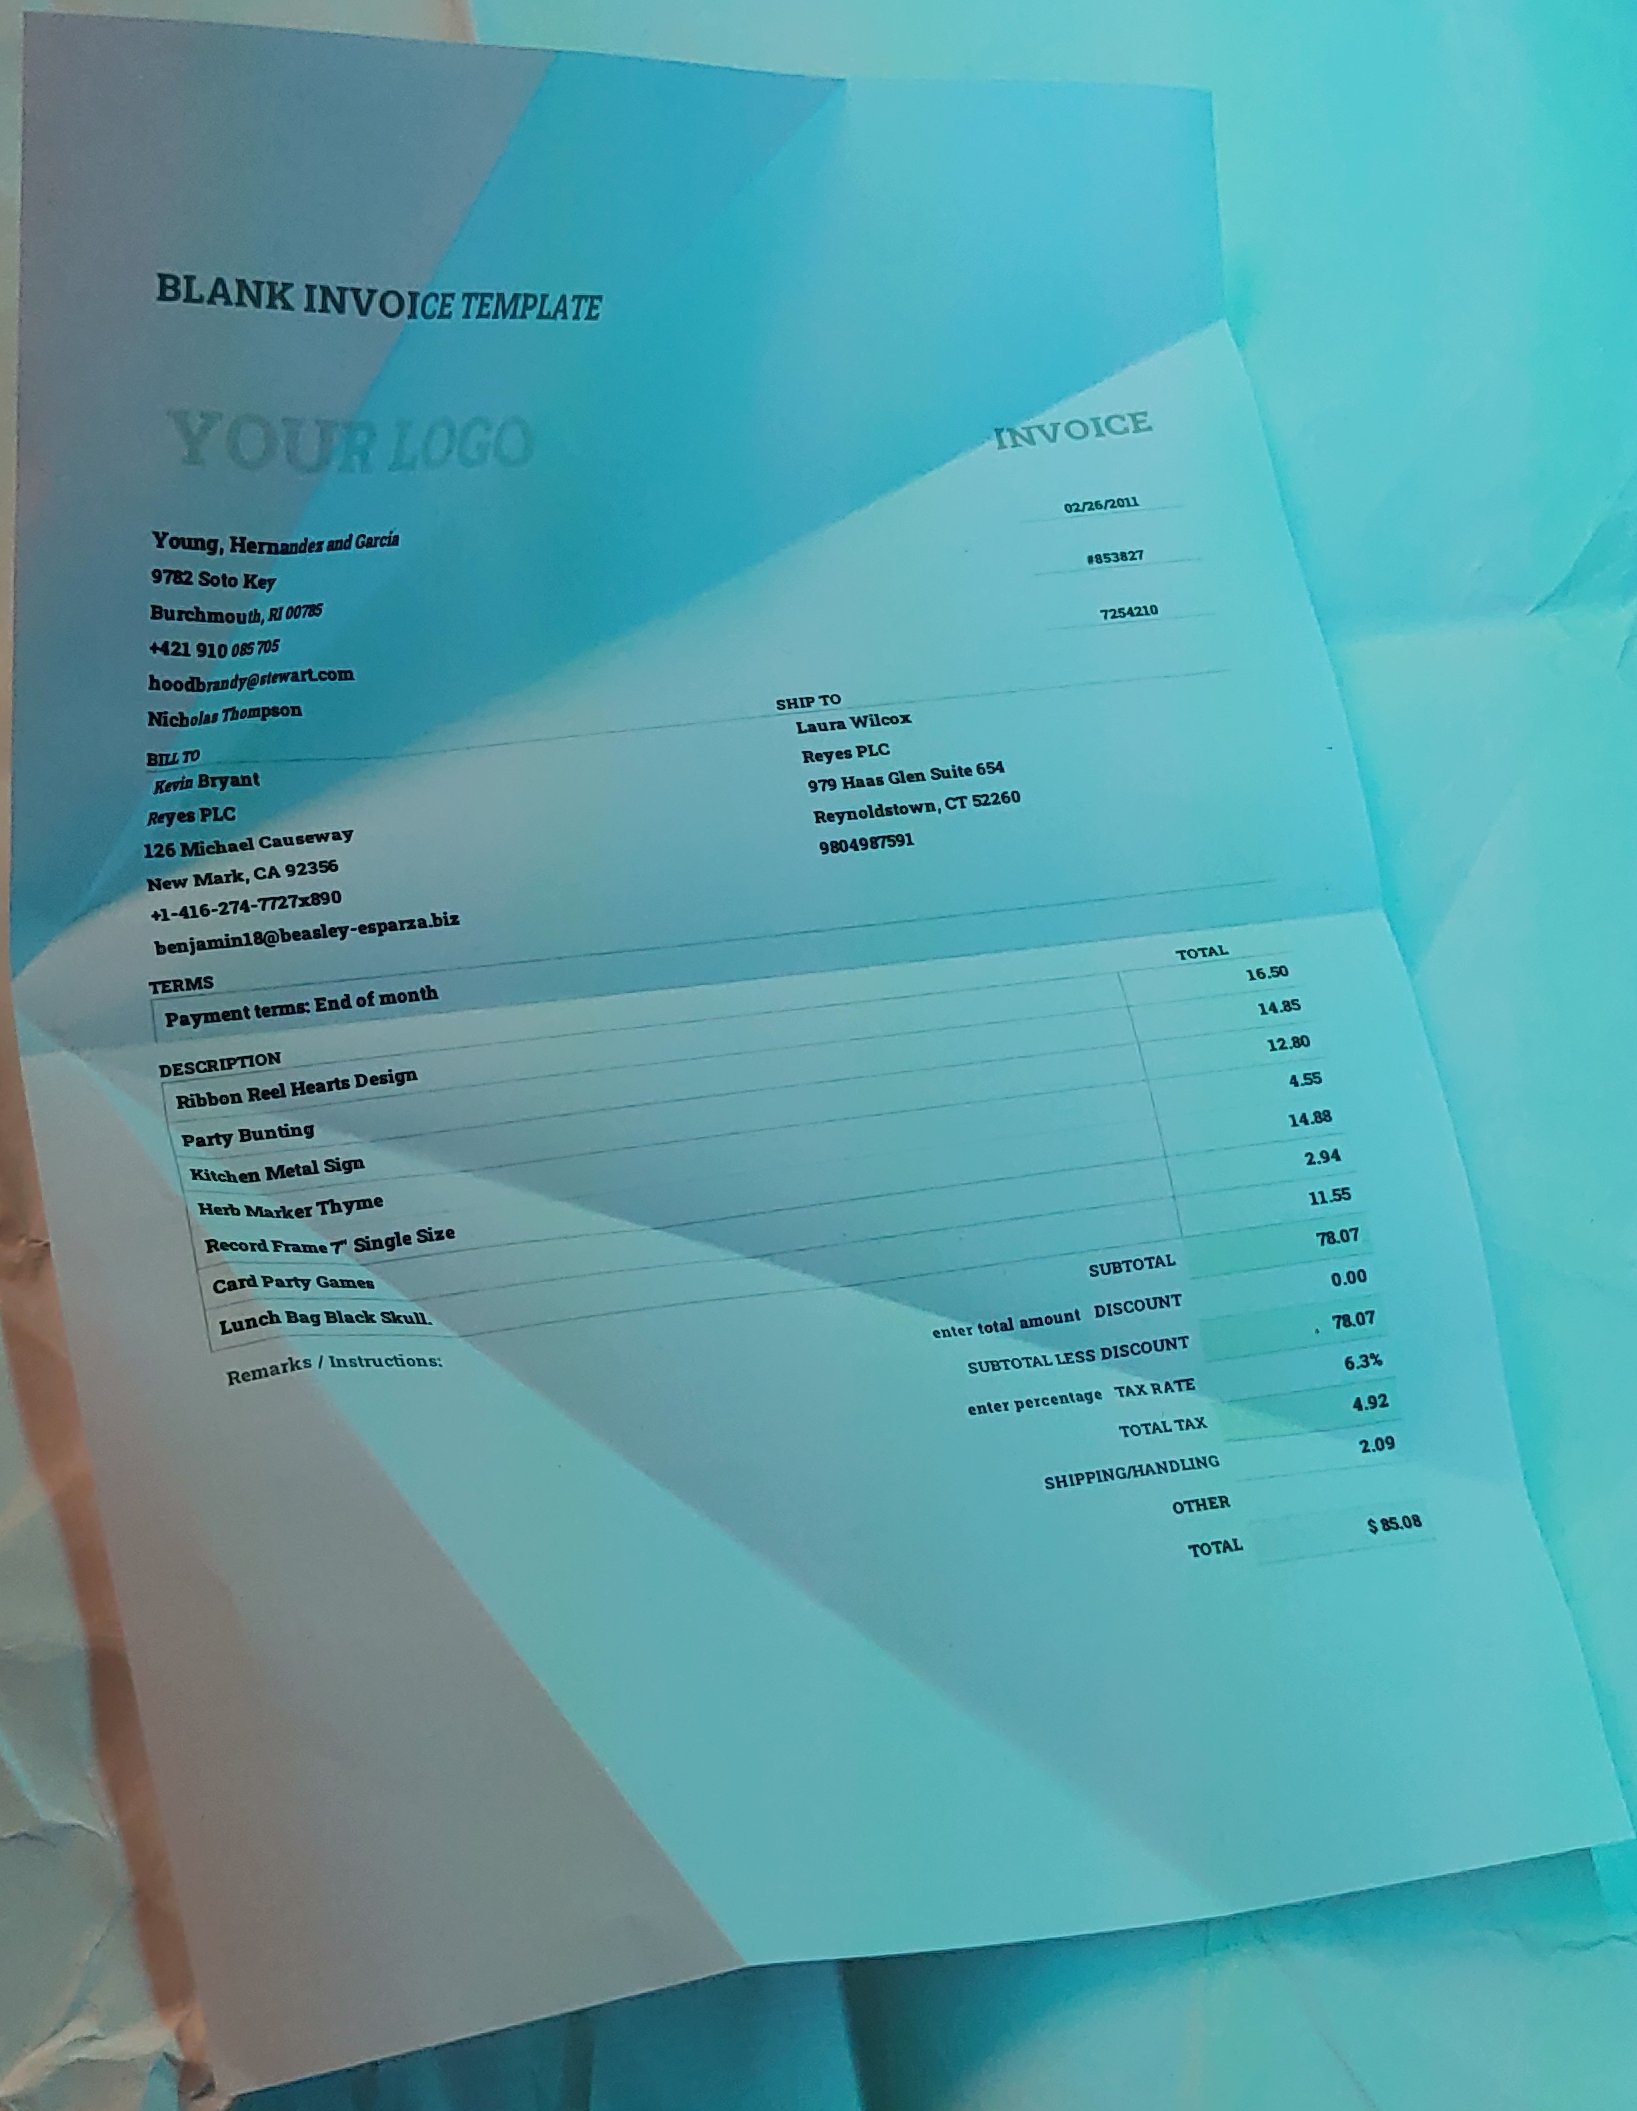 BLANK INVOICE TEMPLATE
YOUR LOGO
INVOICE
02/26/2011
#853827
7254210
Young, Hernandez and Garcia
9782 Soto Key
Burchmouth, RI 00785
+421 910 085 705
hoodbrandy@stewart.com
Nicholas Thompson
BILL TO
Kevin Bryant
Reyes PLC
126 Michael Causeway
New Mark, CA 92356
+1-416-274-7727x890
benjamin18@beasley-esparza.biz
SHIP TO
Laura Wilcox
Reyes PLC
979 Haas Glen Suite 654
Reynoldstown, CT 52260
9804987591
TERMS
Payment terms: End of month
DESCRIPTION TOTAL
Ribbon Reel Hearts Design 16.50
Party Bunting 14.85
Kitchen Metal Sign 12.80
Herb Marker Thyme 4.55
Record Frame 7" Single Size 14.88
Card Party Games 2.94
Lunch Bag Black Skull. 11.55
Remarks / Instructions:
SUBTOTAL 78.07
enter total amount DISCOUNT 0.00
SUBTOTAL LESS DISCOUNT 78.07
enter percentage TAX RATE 6.3%
TOTAL TAX 4.92
SHIPPING/HANDLING 2.09
OTHER
TOTAL $ 85.08